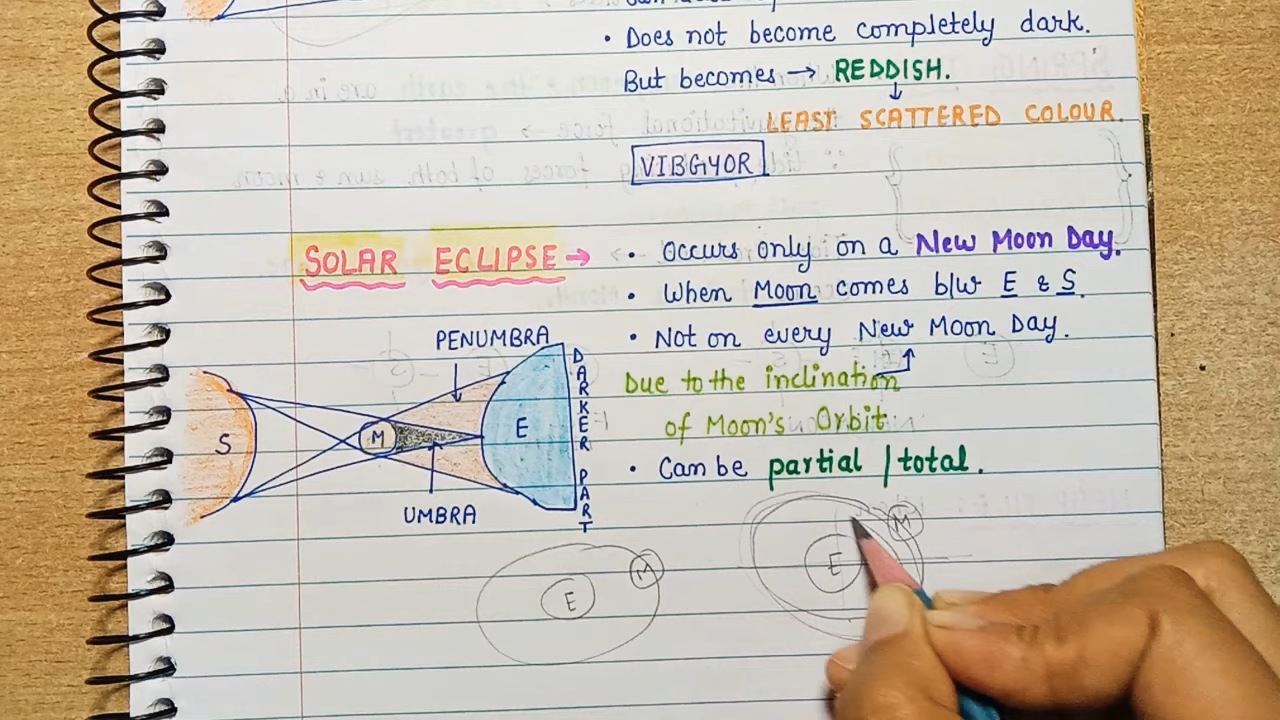 • Does not become completely dark.
But becomes → REDDISH.
↓
LEAST SCATTERED COLOUR.
VIBGYOR
SOLAR ECLIPSE → • Occurs only on a New Moon Day.
• When Moon comes b/w E & S.
• Not on every New Moon Day.
Due to the inclination
of Moon's Orbit
• Can be partial / total.
PENUMBRA
S
M
E
DARKER PART
UMBRA
E
M
E
M